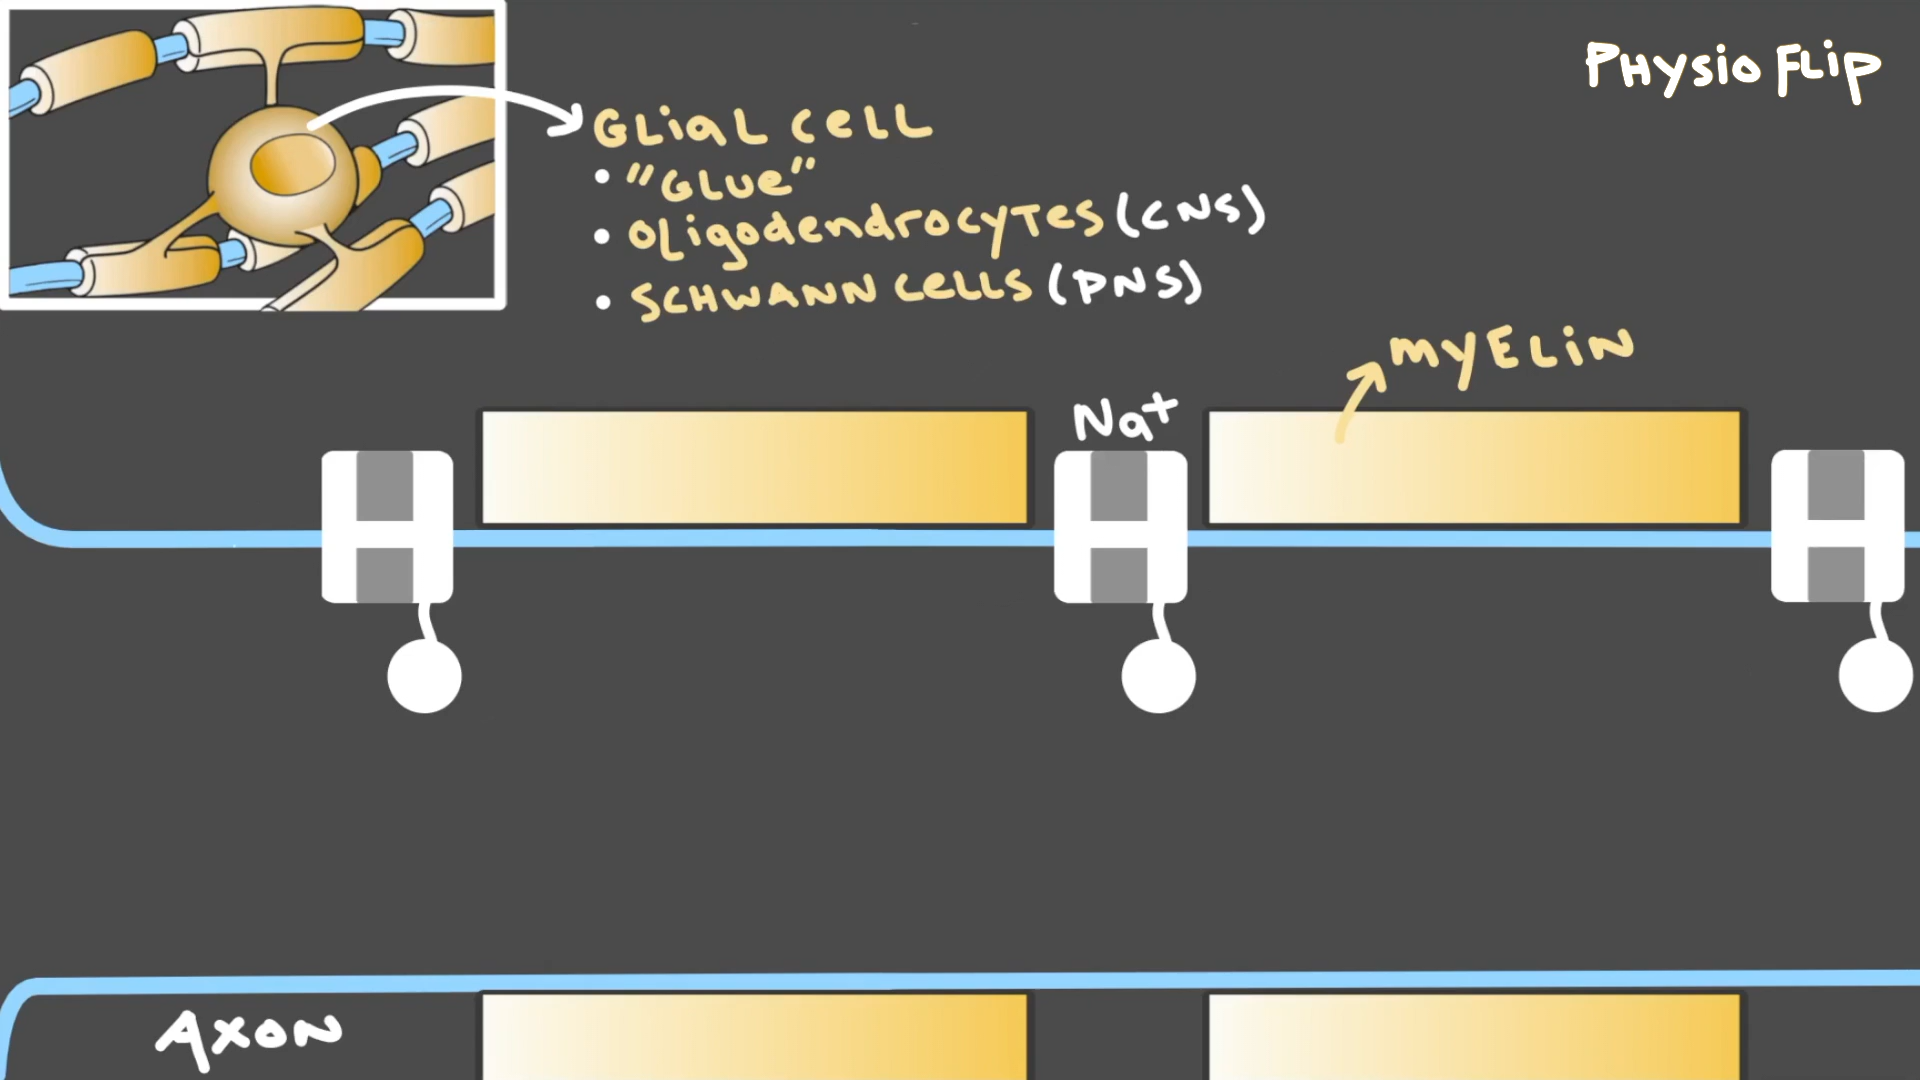 Physio Flip
Glial cell
• "Glue"
• Oligodendrocytes (CNS)
• Schwann cells (PNS)
Myelin
Na+
Axon